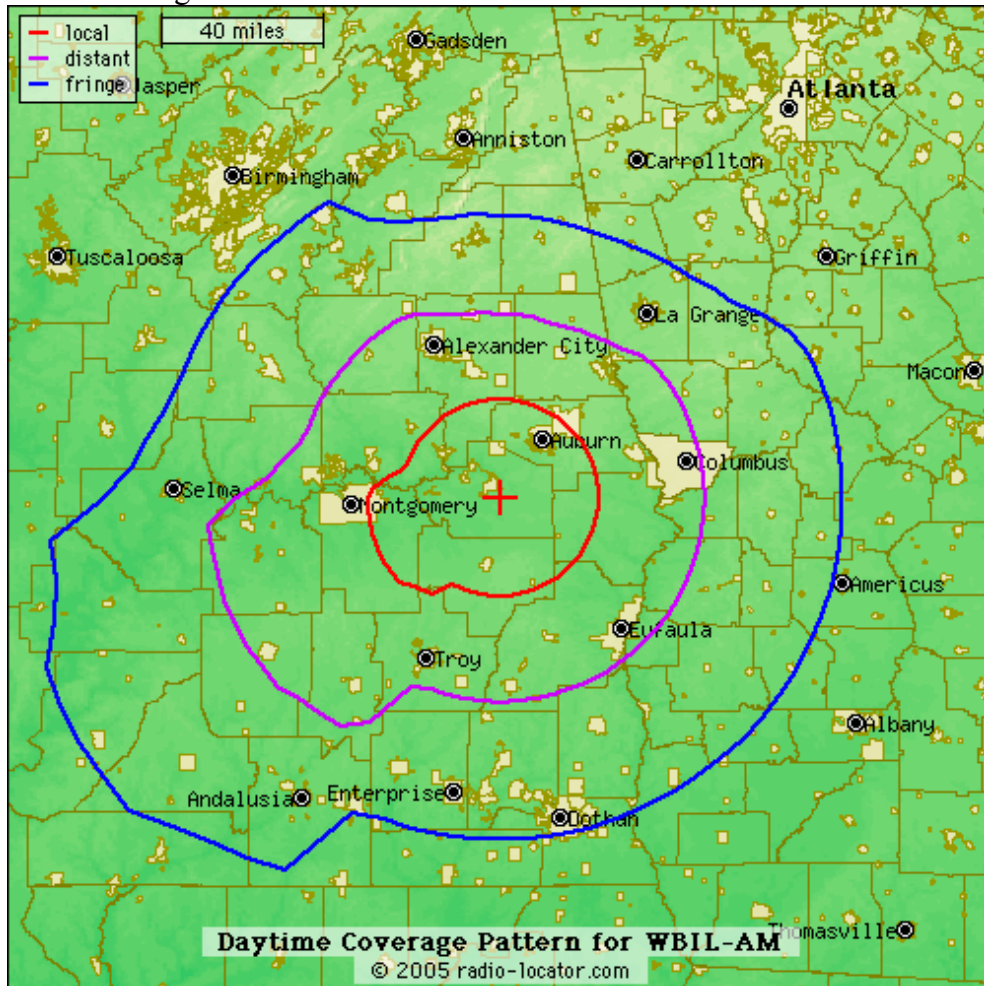 local
distant
fringe
40 miles
Gadsden
Jasper
Atlanta
Anniston
Carrollton
Birmingham
Tuscaloosa
Griffin
La Grange
Alexander City
Macon
Auburn
Columbus
Selma
Montgomery
Americus
Eufaula
Troy
Albany
Andalusia
Enterprise
Dothan
Thomasville
Daytime Coverage Pattern for WBIL-AM
© 2005 radio-locator.com